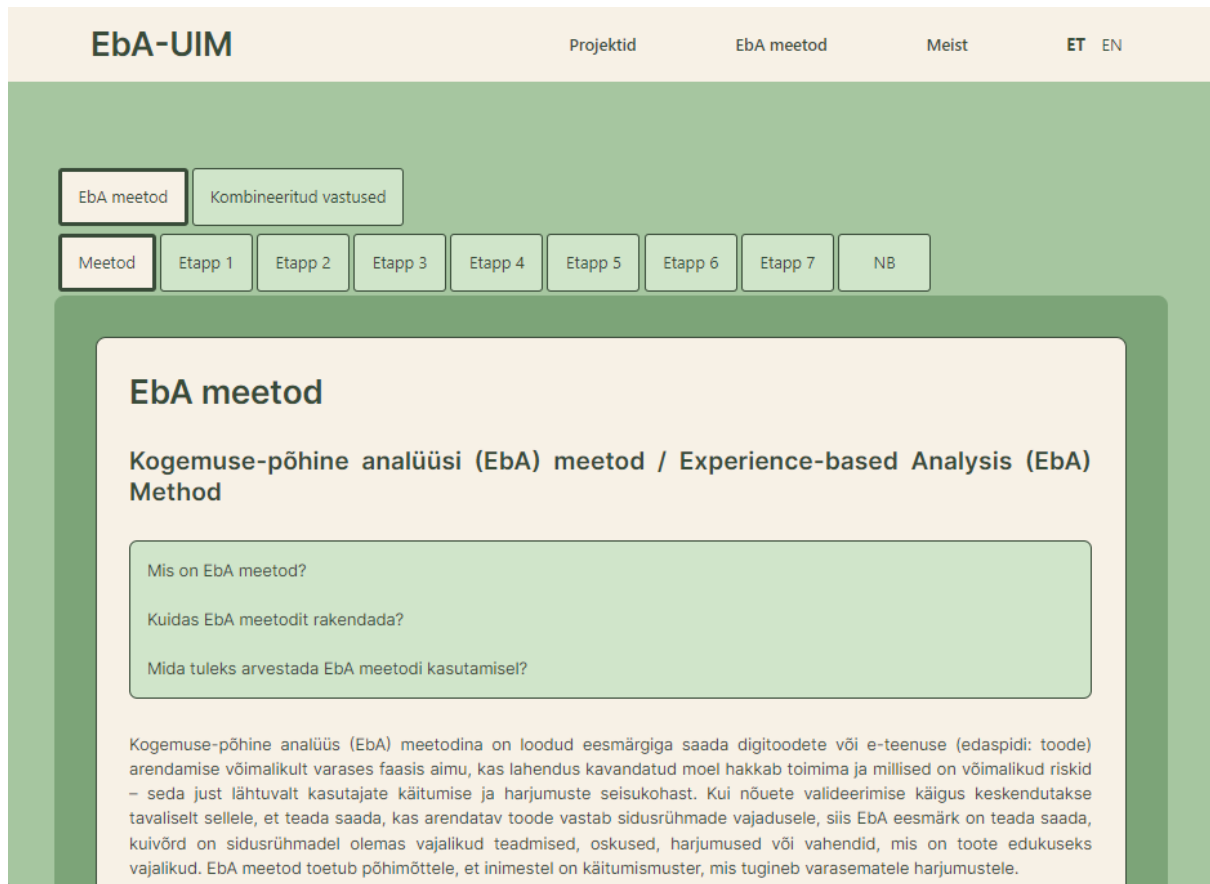 EbA-UIM
Projektid
EbA meetod
Meist
ET EN
EbA meetod
Kombineeritud vastused
Meetod
Etapp 1
Etapp 2
Etapp 3
Etapp 4
Etapp 5
Etapp 6
Etapp 7
NB
EbA meetod
Kogemuse-põhine analüüsi (EbA) meetod / Experience-based Analysis (EbA)
Method
Mis on EbA meetod?
Kuidas EbA meetodit rakendada?
Mida tuleks arvestada EbA meetodi kasutamisel?
Kogemuse-põhine analüüs (EbA) meetodina on loodud eesmärgiga saada digitoodete või e-teenuse (edaspidi: toode)
arendamise võimalikult varases faasis aimu, kas lahendus kavandatud moel hakkab toimima ja millised on võimalikud riskid
– seda just lähtuvalt kasutajate käitumise ja harjumuste seisukohast. Kui nõuete valideerimise käigus keskendutakse
tavaliselt sellele, et teada saada, kas arendatav toode vastab sidusrühmade vajadusele, siis EbA eesmärk on teada saada,
kuivõrd on sidusrühmadel olemas vajalikud teadmised, oskused, harjumused või vahendid, mis on toote edukuseks
vajalikud. EbA meetod toetub põhimõttele, et inimestel on käitumismuster, mis tugineb varasematele harjumustele.